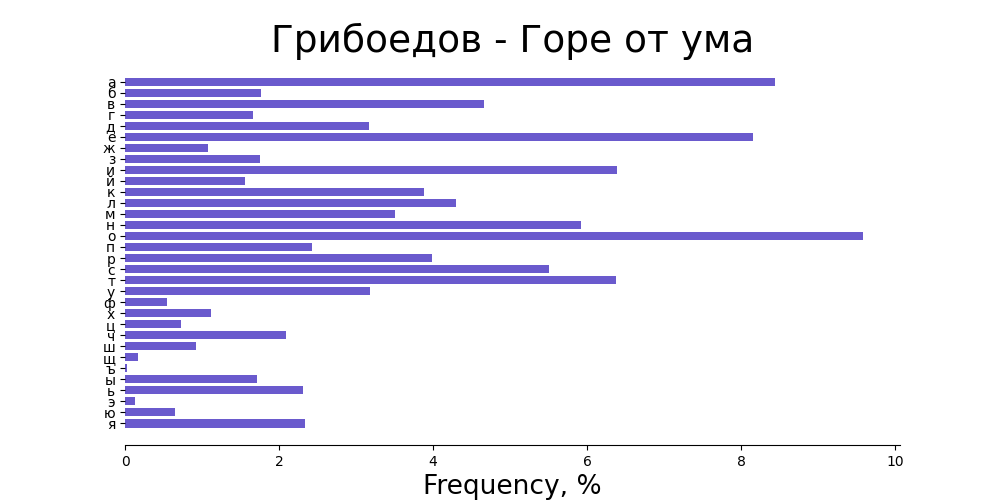 Грибоедов - Горе от ума
а
б
в
г
д
е
ж
з
и
й
к
л
м
н
о
п
р
с
т
у
ф
х
ц
ч
ш
щ
ъ
ы
ь
э
ю
я
0 2 4 6 8 10
Frequency, %